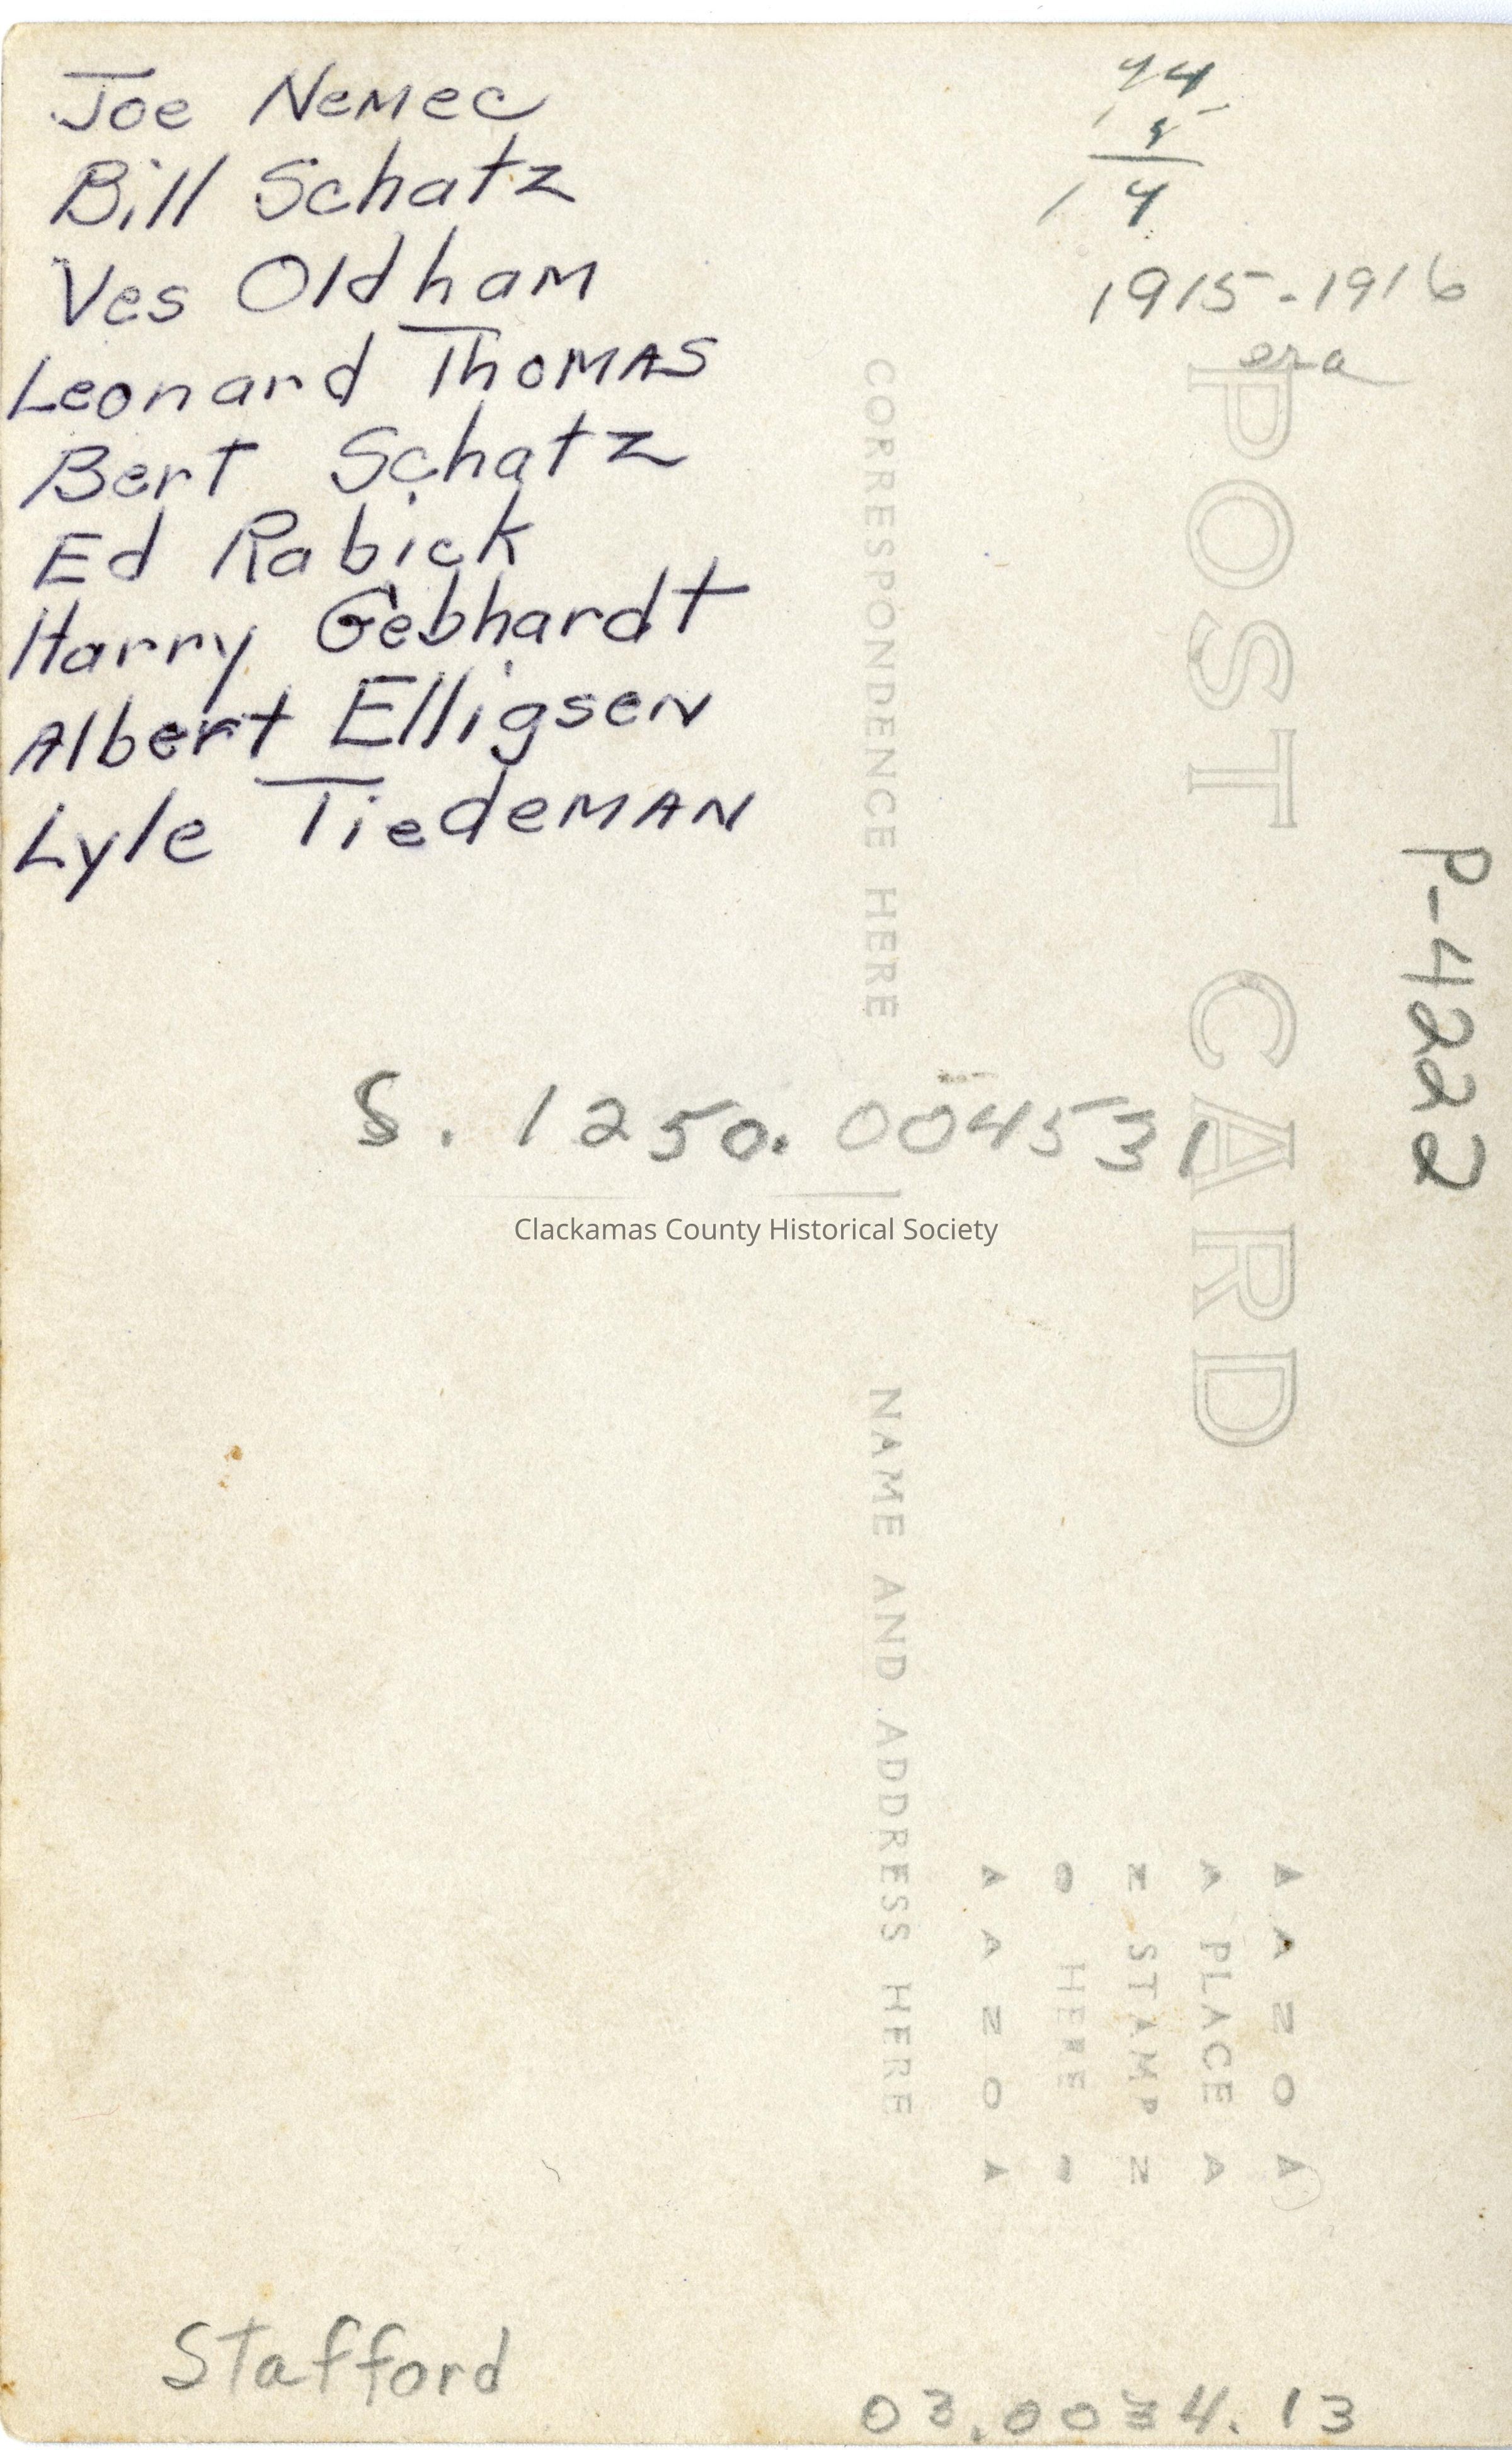 Joe Nemec
Bill Schatz
Ves Oldham
Leonard Thomas
Bert Schatz
Ed Rabick
Harry Gebhardt
Albert Elligsen
Lyle Tiedeman
1915-1916
era
POST CARD
CORRESPONDENCE HERE
P-4222
S. 1250. 004531
Clackamas County Historical Society
NAME AND ADDRESS HERE
PLACE
STAMP
HERE
Stafford
03.0034.13